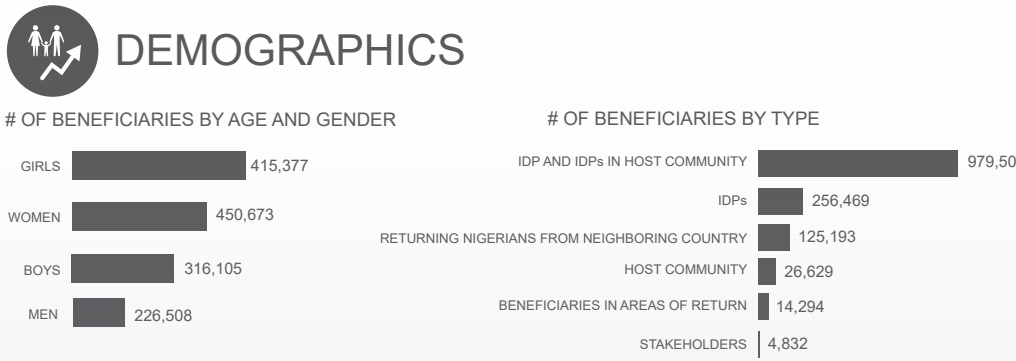 DEMOGRAPHICS
# OF BENEFICIARIES BY AGE AND GENDER
GIRLS 415,377
WOMEN 450,673
BOYS 316,105
MEN 226,508
# OF BENEFICIARIES BY TYPE
IDP AND IDPs IN HOST COMMUNITY 979,50
IDPs 256,469
RETURNING NIGERIANS FROM NEIGHBORING COUNTRY 125,193
HOST COMMUNITY 26,629
BENEFICIARIES IN AREAS OF RETURN 14,294
STAKEHOLDERS 4,832